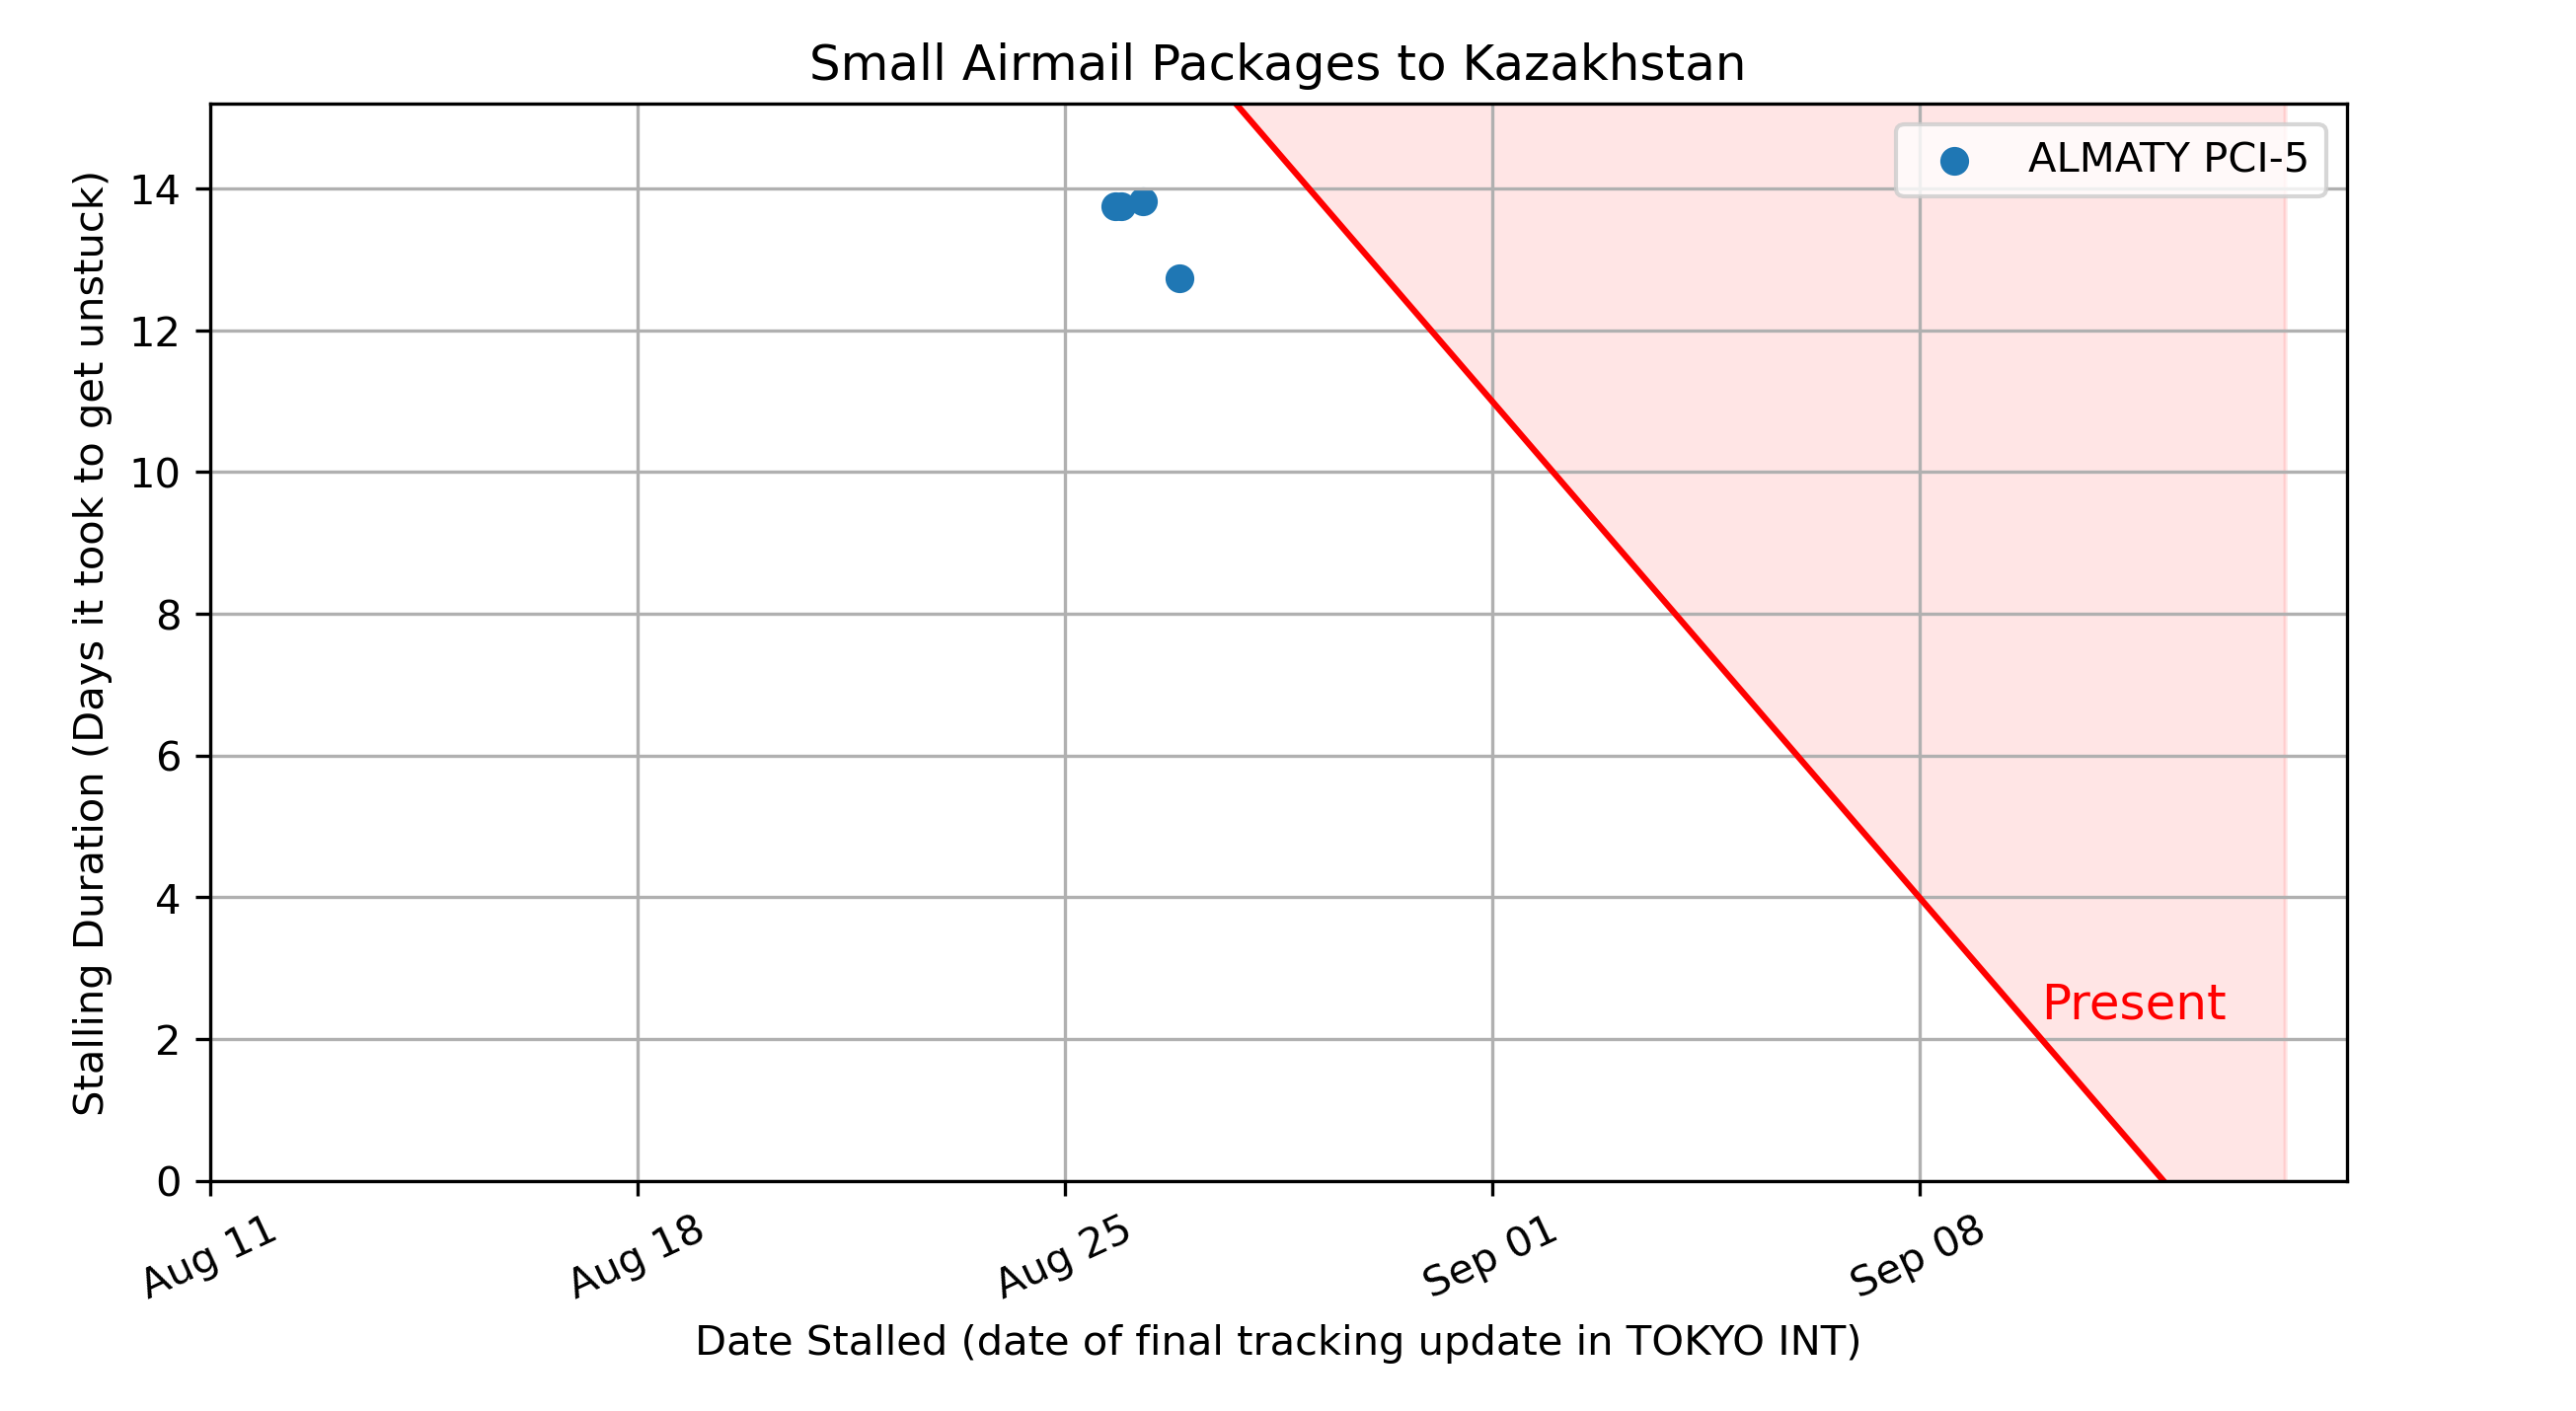 Small Airmail Packages to Kazakhstan
ALMATY PCI-5
Stalling Duration (Days it took to get unstuck)
14
12
10
8
6
4
2
0
Present
Aug 11
Aug 18
Aug 25
Sep 01
Sep 08
Date Stalled (date of final tracking update in TOKYO INT)